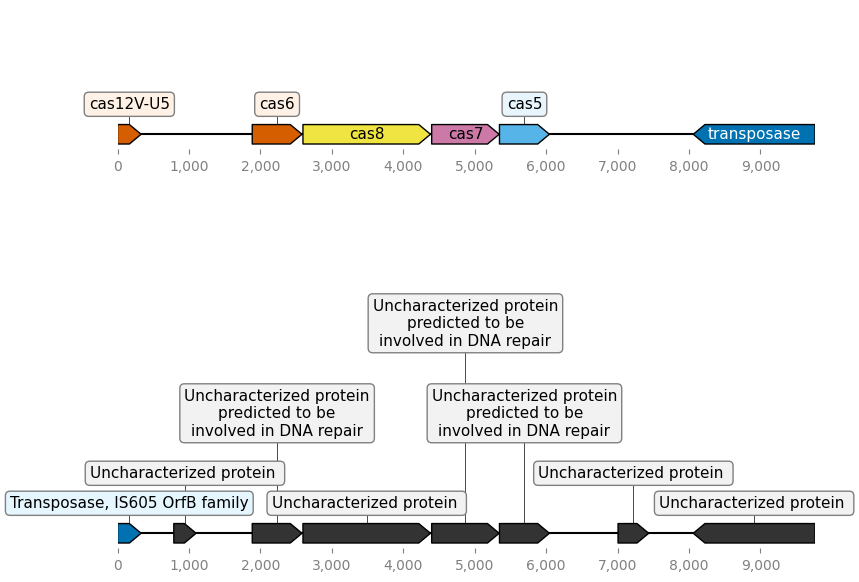 cas12V-U5
cas6
cas5
cas8
cas7
transposase
0
1,000
2,000
3,000
4,000
5,000
6,000
7,000
8,000
9,000
Uncharacterized protein
predicted to be
involved in DNA repair
Uncharacterized protein
predicted to be
involved in DNA repair
Uncharacterized protein
predicted to be
involved in DNA repair
Uncharacterized protein
Uncharacterized protein
Transposase, IS605 OrfB family
Uncharacterized protein
Uncharacterized protein
0
1,000
2,000
3,000
4,000
5,000
6,000
7,000
8,000
9,000